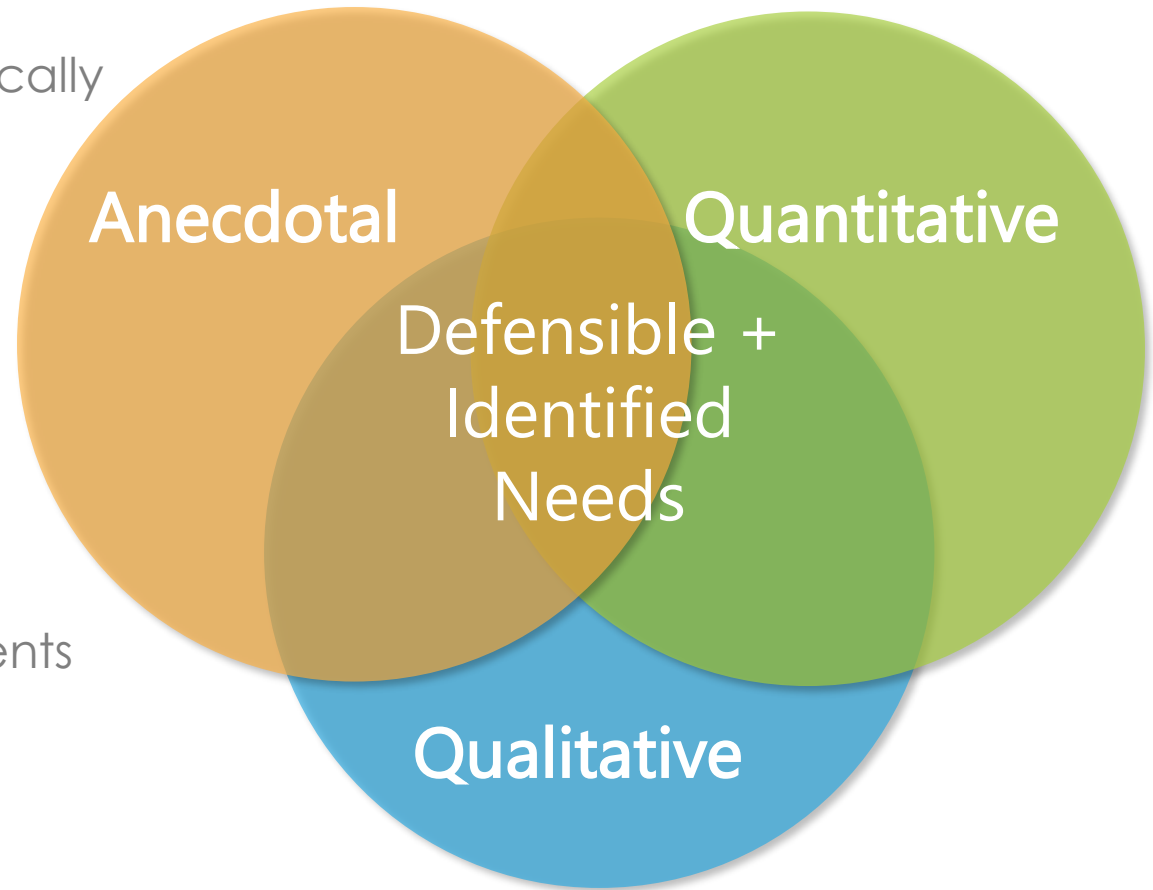 cally
Anecdotal
Quantitative
Defensible +
Identified
Needs
ents
Qualitative